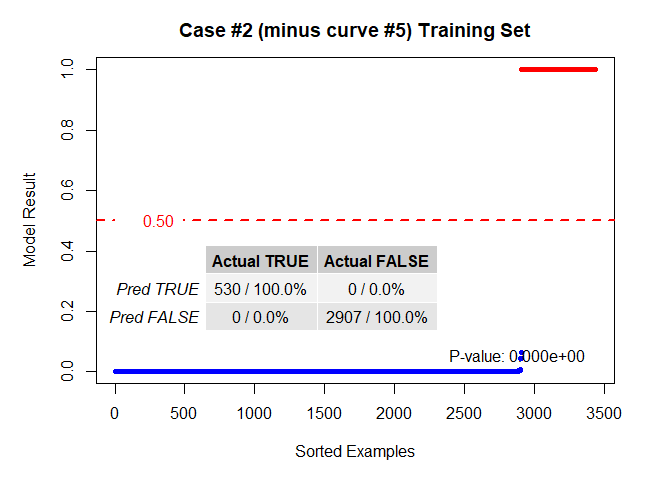 Case #2 (minus curve #5) Training Set
Model Result
1.0
0.8
0.6
0.4
0.2
0.0
0.50
Actual TRUE Actual FALSE
Pred TRUE 530 / 100.0% 0 / 0.0%
Pred FALSE 0 / 0.0% 2907 / 100.0%
P-value: 0.000e+00
0 500 1000 1500 2000 2500 3000 3500
Sorted Examples